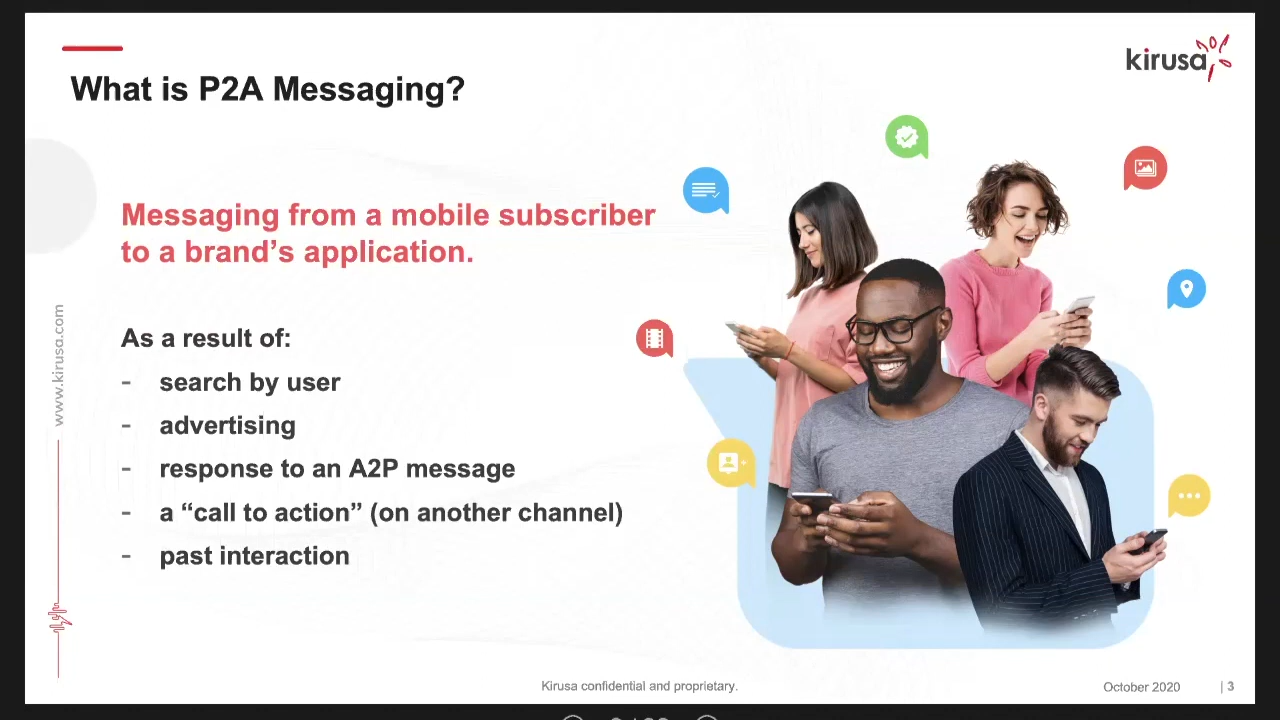 What is P2A Messaging?
kirusa
Messaging from a mobile subscriber
to a brand’s application.
As a result of:
- search by user
- advertising
- response to an A2P message
- a “call to action” (on another channel)
- past interaction
www.kirusa.com
Kirusa confidential and proprietary.
October 2020
| 3